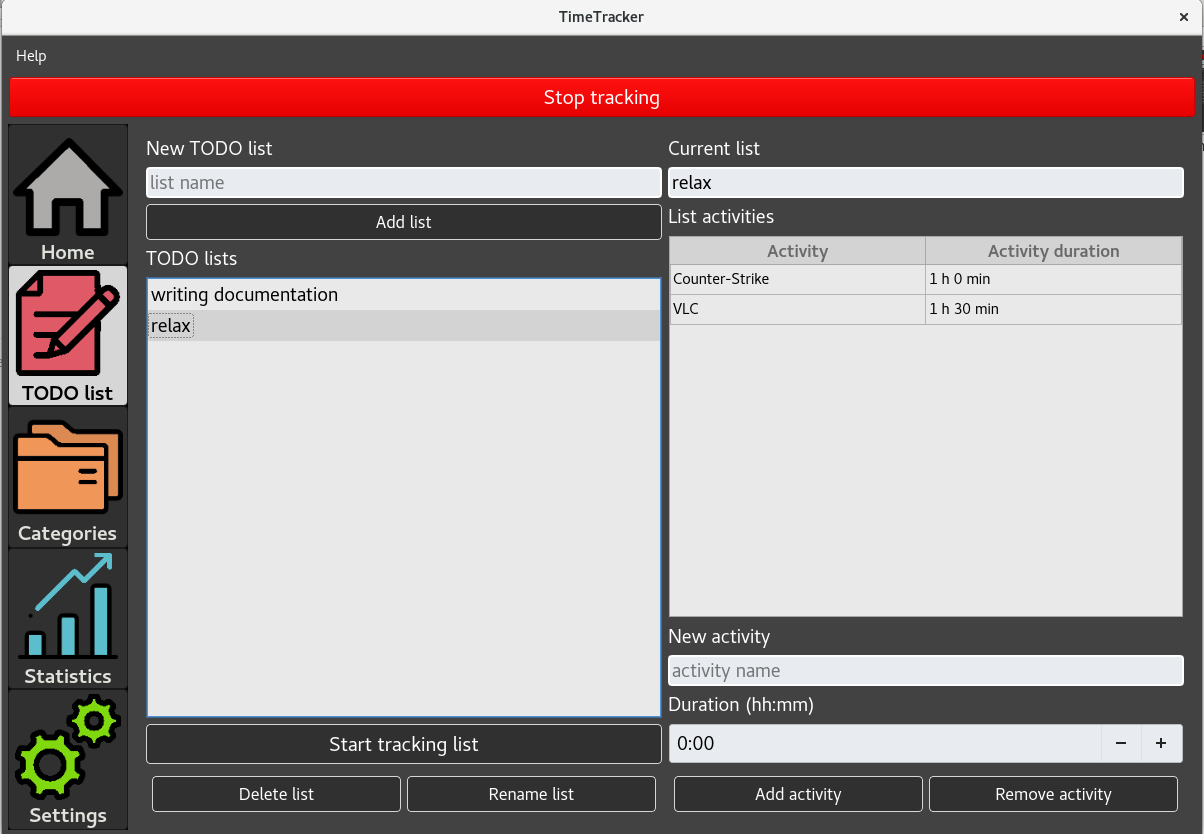 TimeTracker
Help
Stop tracking
Home
TODO list
Categories
Statistics
Settings
New TODO list
list name
Add list
TODO lists
writing documentation
relax
Start tracking list
Delete list
Rename list
Current list
relax
List activities
Activity
Activity duration
Counter-Strike
1 h 0 min
VLC
1 h 30 min
New activity
activity name
Duration (hh:mm)
0:00
Add activity
Remove activity